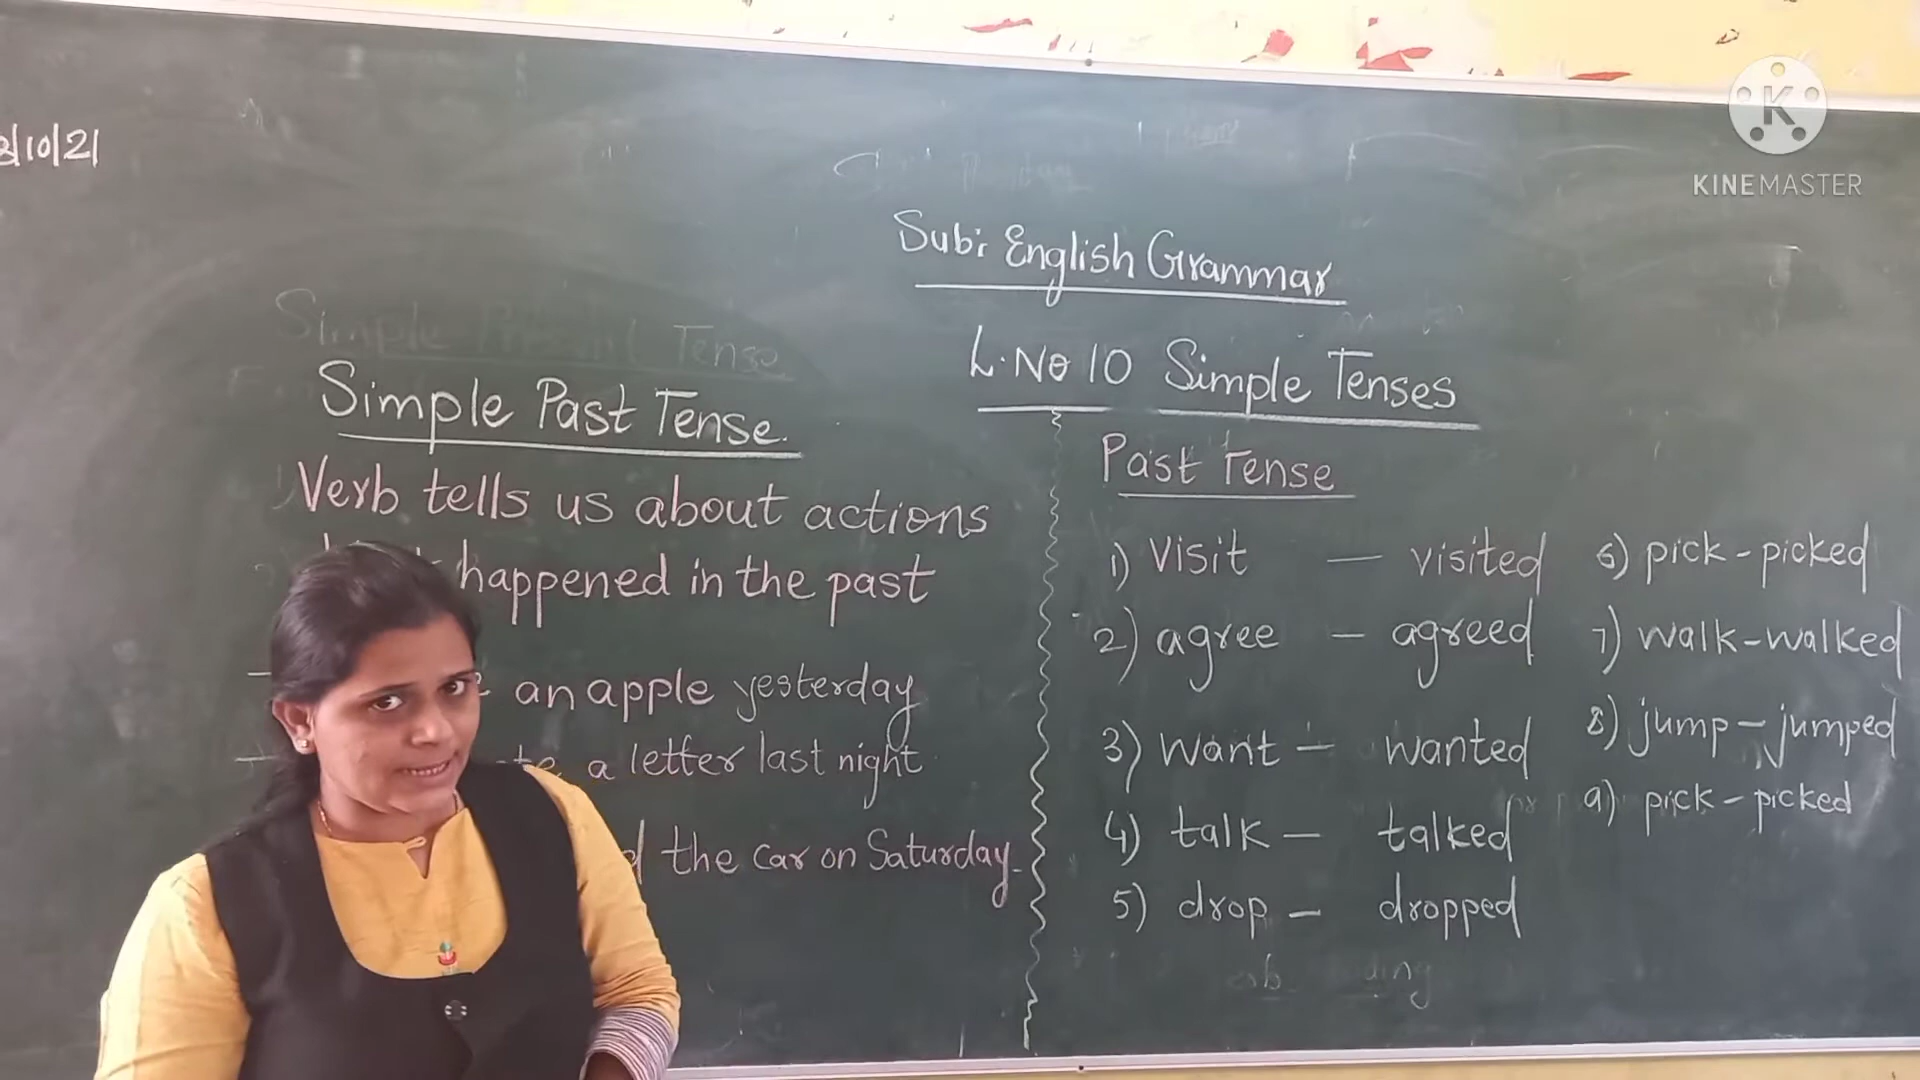 /10/21
KINEMASTER
Sub: English Grammar
L.No 10 Simple Tenses
Simple Present Tense
Simple Past Tense.
Verb tells us about actions
happened in the past
an apple yesterday
a letter last night
the car on Saturday.
Past Tense
1) visit — visited
2) agree — agreed
3) want — wanted
4) talk — talked
5) drop — dropped
6) pick - picked
7) walk - walked
8) jump - jumped
9) pick - picked